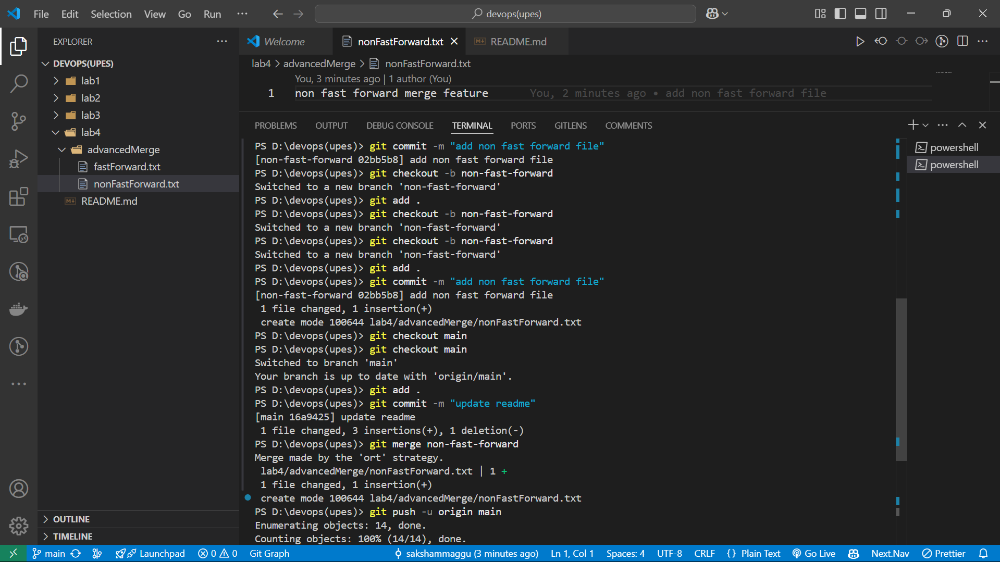 File Edit Selection View Go Run ··· devops(upes)
EXPLORER
DEVOPS(UPES)
lab1
lab2
lab3
lab4
advancedMerge
fastForward.txt
nonFastForward.txt
README.md
OUTLINE
TIMELINE
Welcome nonFastForward.txt README.md
lab4 > advancedMerge > nonFastForward.txt
You, 3 minutes ago | 1 author (You)
1 non fast forward merge feature You, 2 minutes ago • add non fast forward file
PROBLEMS OUTPUT DEBUG CONSOLE TERMINAL PORTS GITLENS COMMENTS
PS D:\devops(upes)> git commit -m "add non fast forward file"
[non-fast-forward 02bb5b8] add non fast forward file
PS D:\devops(upes)> git checkout -b non-fast-forward
Switched to a new branch 'non-fast-forward'
PS D:\devops(upes)> git add .
PS D:\devops(upes)> git checkout -b non-fast-forward
Switched to a new branch 'non-fast-forward'
PS D:\devops(upes)> git checkout -b non-fast-forward
Switched to a new branch 'non-fast-forward'
PS D:\devops(upes)> git add .
PS D:\devops(upes)> git commit -m "add non fast forward file"
[non-fast-forward 02bb5b8] add non fast forward file
1 file changed, 1 insertion(+)
create mode 100644 lab4/advancedMerge/nonFastForward.txt
PS D:\devops(upes)> git checkout main
PS D:\devops(upes)> git checkout main
Switched to branch 'main'
Your branch is up to date with 'origin/main'.
PS D:\devops(upes)> git add .
PS D:\devops(upes)> git commit -m "update readme"
[main 16a9425] update readme
1 file changed, 3 insertions(+), 1 deletion(-)
PS D:\devops(upes)> git merge non-fast-forward
Merge made by the 'ort' strategy.
lab4/advancedMerge/nonFastForward.txt | 1 +
1 file changed, 1 insertion(+)
create mode 100644 lab4/advancedMerge/nonFastForward.txt
PS D:\devops(upes)> git push -u origin main
Enumerating objects: 14, done.
Counting objects: 100% (14/14), done.
powershell
powershell
main Launchpad 0 0 Git Graph sakshammaggu (3 minutes ago) Ln 1, Col 1 Spaces: 4 UTF-8 CRLF {} Plain Text Go Live Next.Nav Prettier